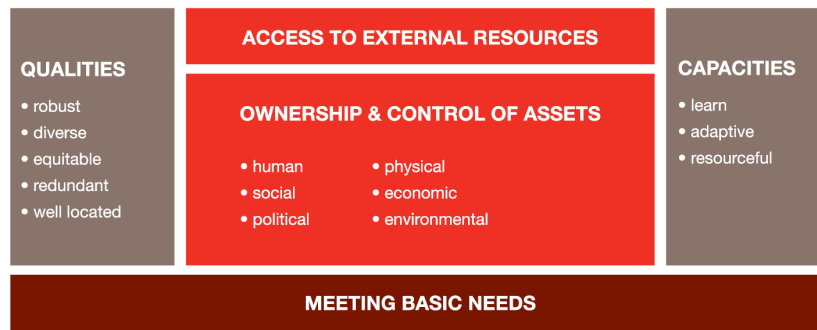 QUALITIES
• robust
• diverse
• equitable
• redundant
• well located
ACCESS TO EXTERNAL RESOURCES
OWNERSHIP & CONTROL OF ASSETS
• human
• social
• political
• physical
• economic
• environmental
CAPACITIES
• learn
• adaptive
• resourceful
MEETING BASIC NEEDS